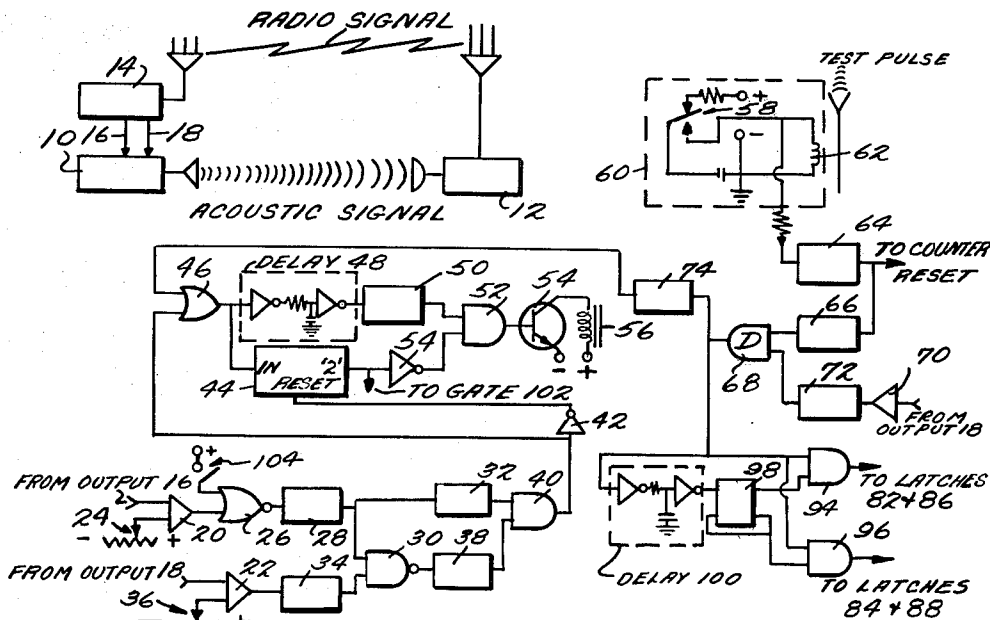 RADIO SIGNAL
14
TEST PULSE
+
58
10
16
18
-
60
62
ACOUSTIC SIGNAL
12
64
TO COUNTER
RESET
46
DELAY 48
50
52
54
74
66
56
D
68
IN
'2'
54
RESET
44
- +
TO GATE 102
72
70
FROM
OUTPUT 18
42
+
104
FROM OUTPUT 16
32
40
98
TO LATCHES
82 & 86
94
24
- +
20
26
28
30
38
96
FROM OUTPUT 18
22
34
DELAY 100
36
TO LATCHES
84 & 88
+